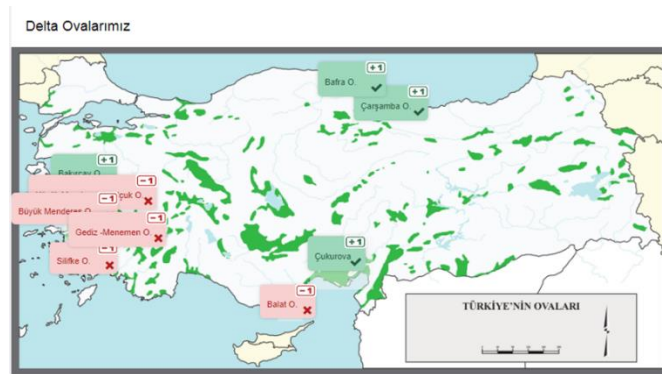 Delta Ovalarımız
+1
Bafra O.
+1
Çarşamba O.
+1
Bakırçay O.
−1
çuk O.
−1
Büyük Menderes O.
−1
Gediz -Menemen O.
−1
Silifke O.
+1
Çukurova
−1
Balat O.
TÜRKİYE'NİN OVALARI